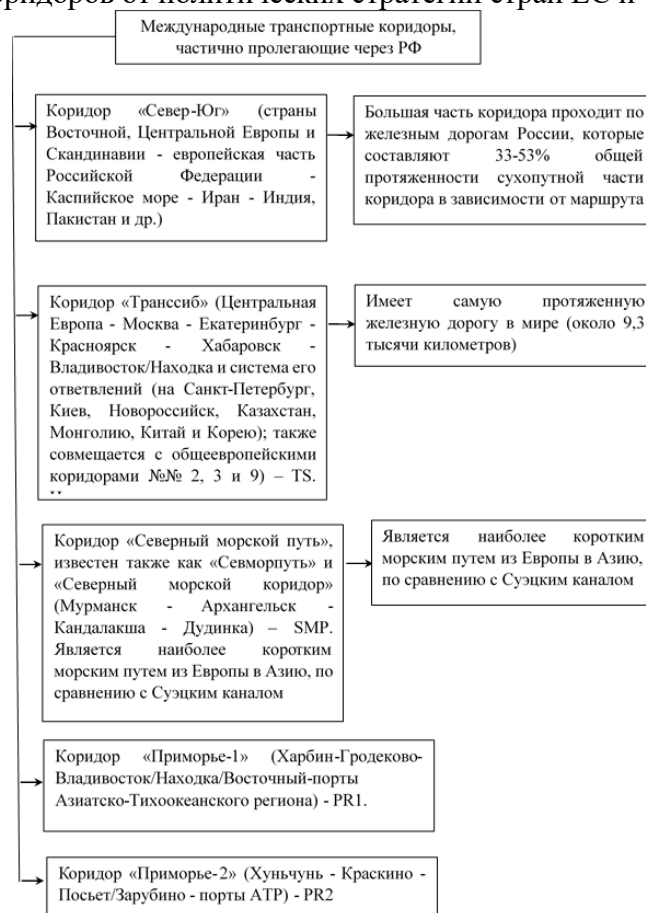 коридоров от политических стратегий стран ЕС и
Международные транспортные коридоры,
частично пролегающие через РФ
Коридор «Север-Юг» (страны
Восточной, Центральной Европы и
Скандинавии - европейская часть
Российской Федерации -
Каспийское море - Иран - Индия,
Пакистан и др.)
Большая часть коридора проходит по
железным дорогам России, которые
составляют 33-53% общей
протяженности сухопутной части
коридора в зависимости от маршрута
Коридор «Транссиб» (Центральная
Европа - Москва - Екатеринбург -
Красноярск - Хабаровск -
Владивосток/Находка и система его
ответвлений (на Санкт-Петербург,
Киев, Новороссийск, Казахстан,
Монголию, Китай и Корею); также
совмещается с общеевропейскими
коридорами №№ 2, 3 и 9) – TS.
Имеет самую протяженную
железную дорогу в мире (около 9,3
тысячи километров)
Коридор «Северный морской путь»,
известен также как «Севморпуть» и
«Северный морской коридор»
(Мурманск - Архангельск -
Кандалакша - Дудинка) – SMP.
Является наиболее коротким
морским путем из Европы в Азию, по
сравнению с Суэцким каналом
Является наиболее коротким
морским путем из Европы в Азию,
по сравнению с Суэцким каналом
Коридор «Приморье-1» (Харбин-Гродеково-
Владивосток/Находка/Восточный-порты
Азиатско-Тихоокеанского региона) - PR1.
Коридор «Приморье-2» (Хуньчунь - Краскино -
Посьет/Зарубино - порты АТР) - PR2